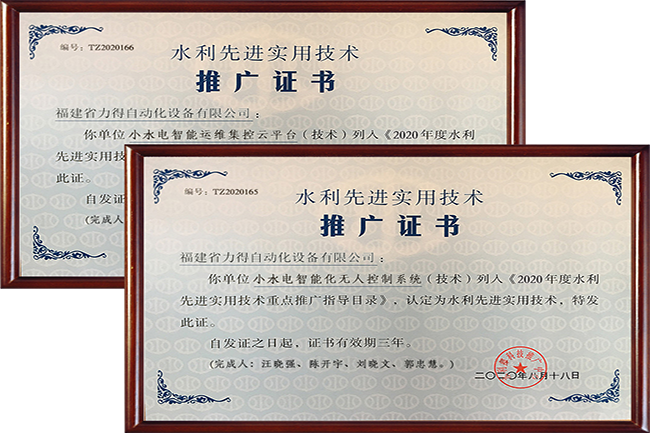 编号：TZ2020166
水利先进实用技术
推广证书
福建省力得自动化设备有限公司：
你单位小水电智能运维集控云平台（技术）列入《2020年度水利
先进实用技
此证。
自发证
(完成人
编号：TZ2020165
水利先进实用技术
推广证书
福建省力得自动化设备有限公司：
你单位小水电智能化无人控制系统（技术）列入《2020年度水利
先进实用技术重点推广指导目录》，认定为水利先进实用技术，特发
此证。
自发证之日起，证书有效期三年。
(完成人：汪晓强、陈开宇、刘晓文、郭忠慧。)
二〇二〇年八月十八日